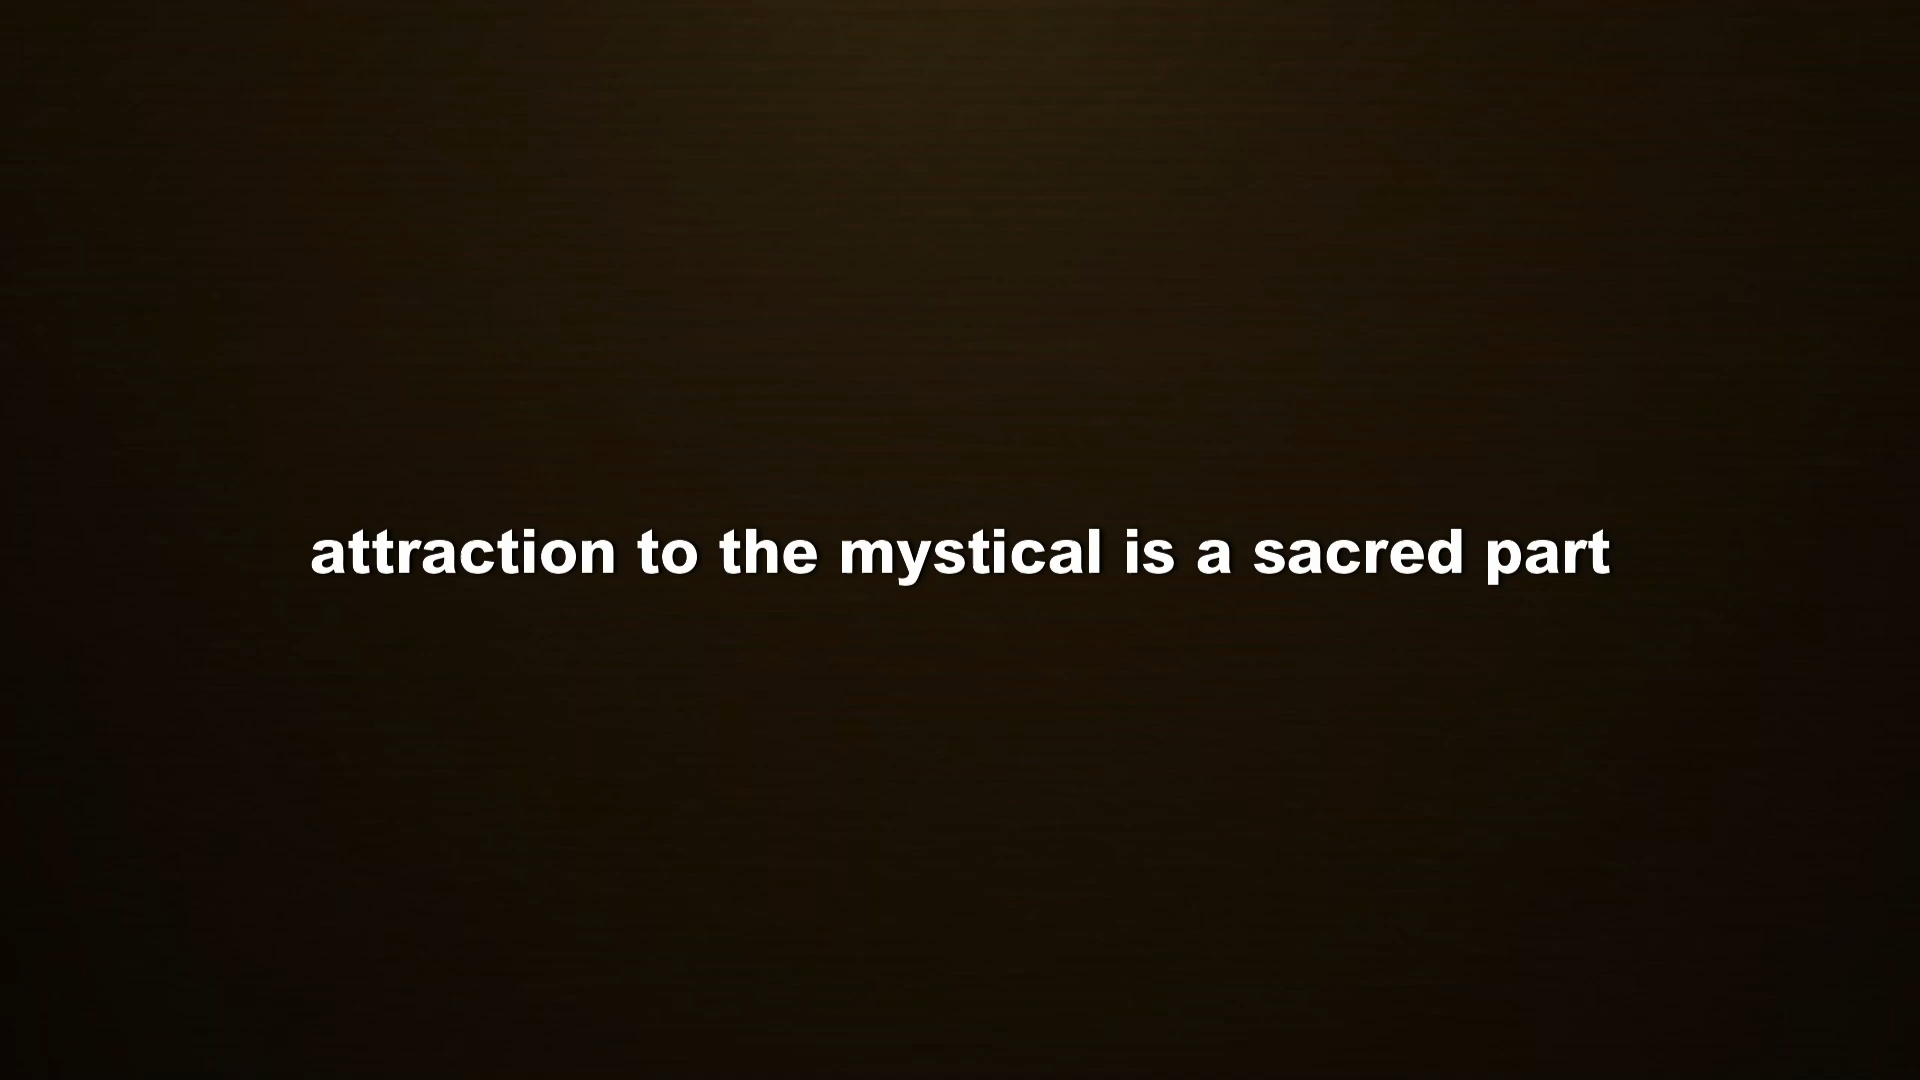 attraction to the mystical is a sacred part